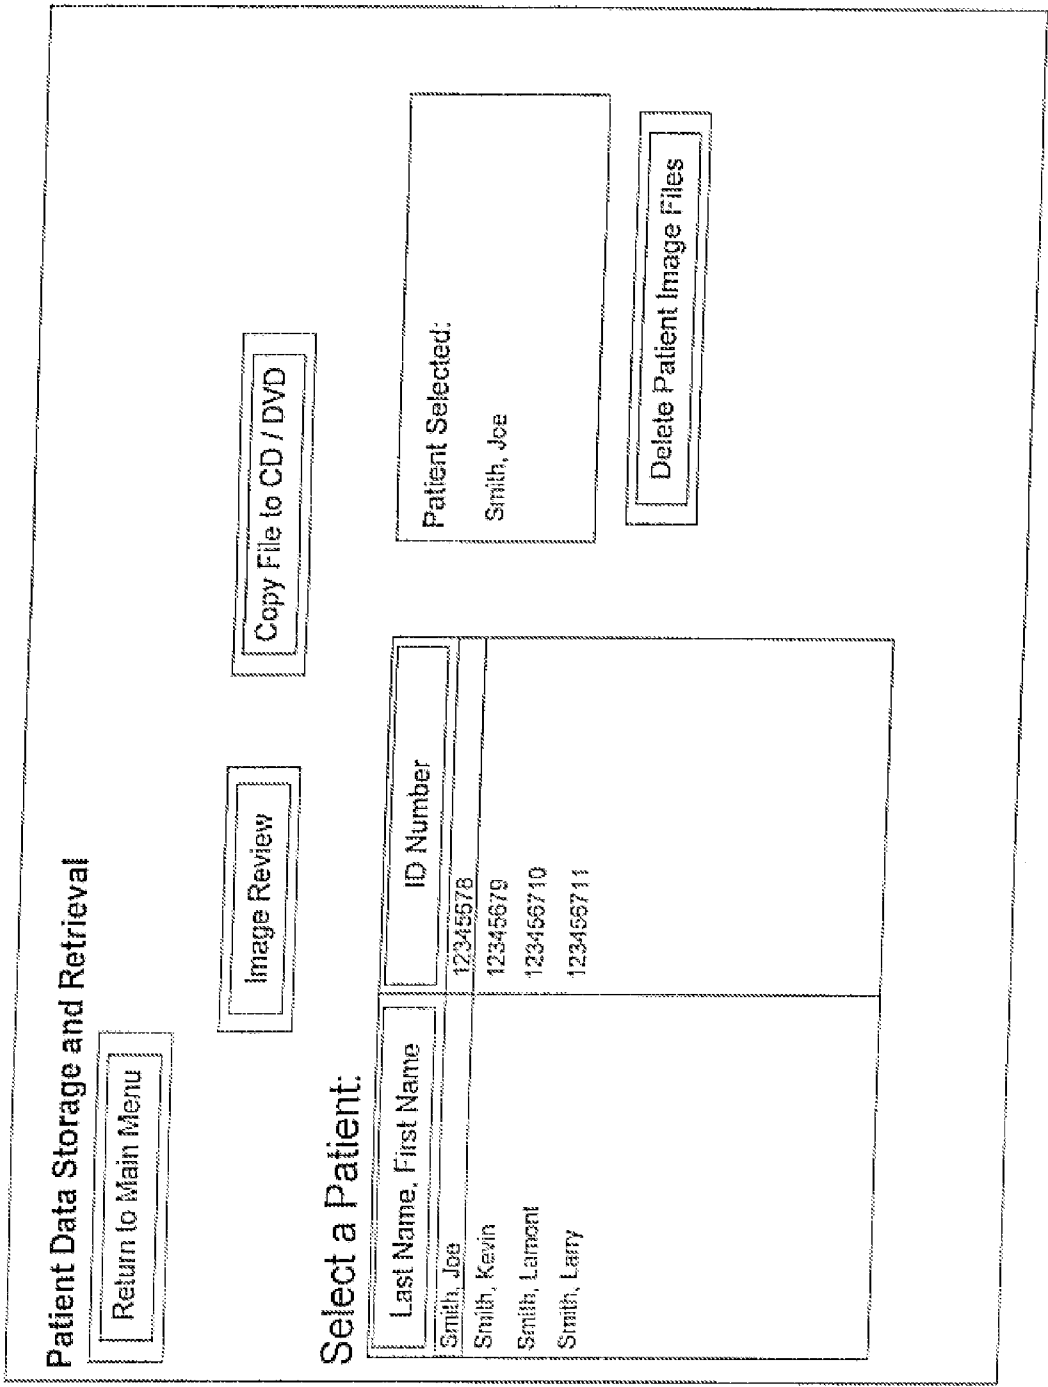 Patient Data Storage and Retrieval
Return to Main Menu
Image Review
Copy File to CD / DVD
Select a Patient:
Last Name, First Name
ID Number
Smith, Joe
12345678
Smith, Kevin
12345679
Smith, Lamont
123456710
Smith, Larry
123456711
Patient Selected:
Smith, Joe
Delete Patient Image Files